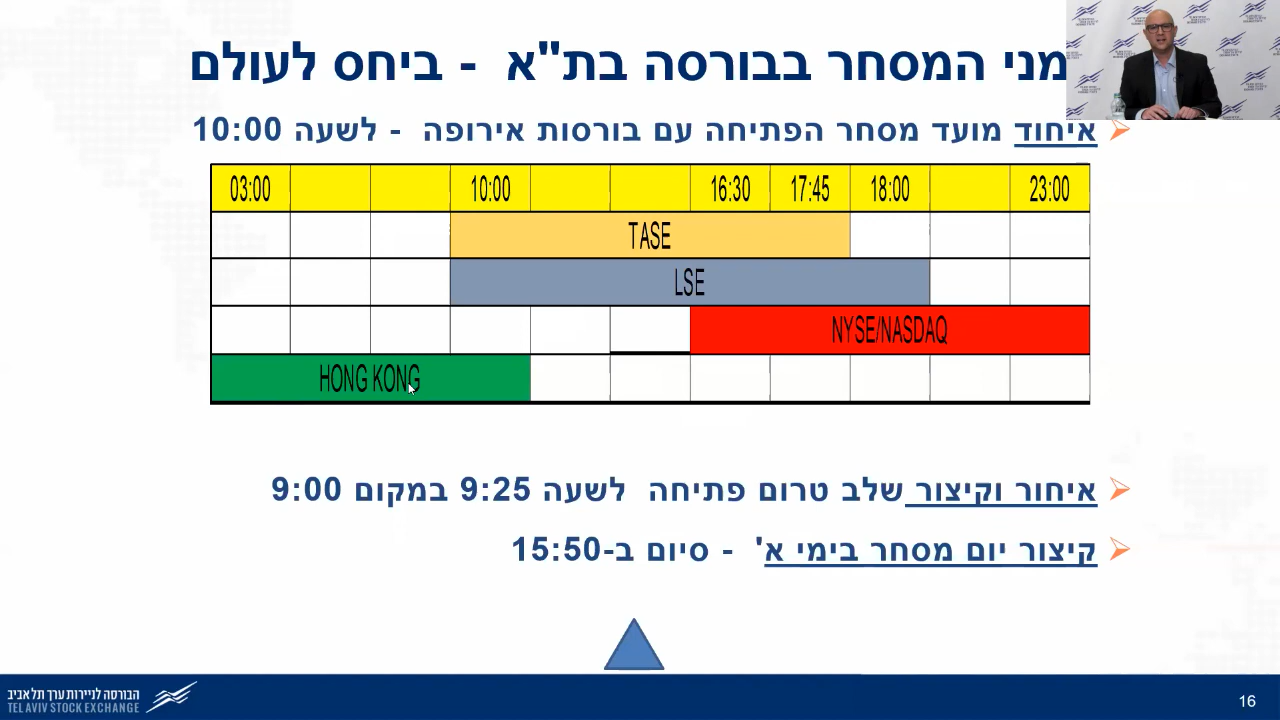 מני המסחר בבורסה בת"א - ביחס לעולם
איחוד מועד מסחר הפתיחה עם בורסות אירופה - לשעה 10:00
03:00 10:00 16:30 17:45 18:00 23:00
TASE
LSE
NYSE/NASDAQ
HONG KONG
איחור וקיצור שלב טרום פתיחה לשעה 9:25 במקום 9:00
קיצור יום מסחר בימי א' - סיום ב-15:50
הבורסה לניירות ערך תל אביב
TEL AVIV STOCK EXCHANGE
16